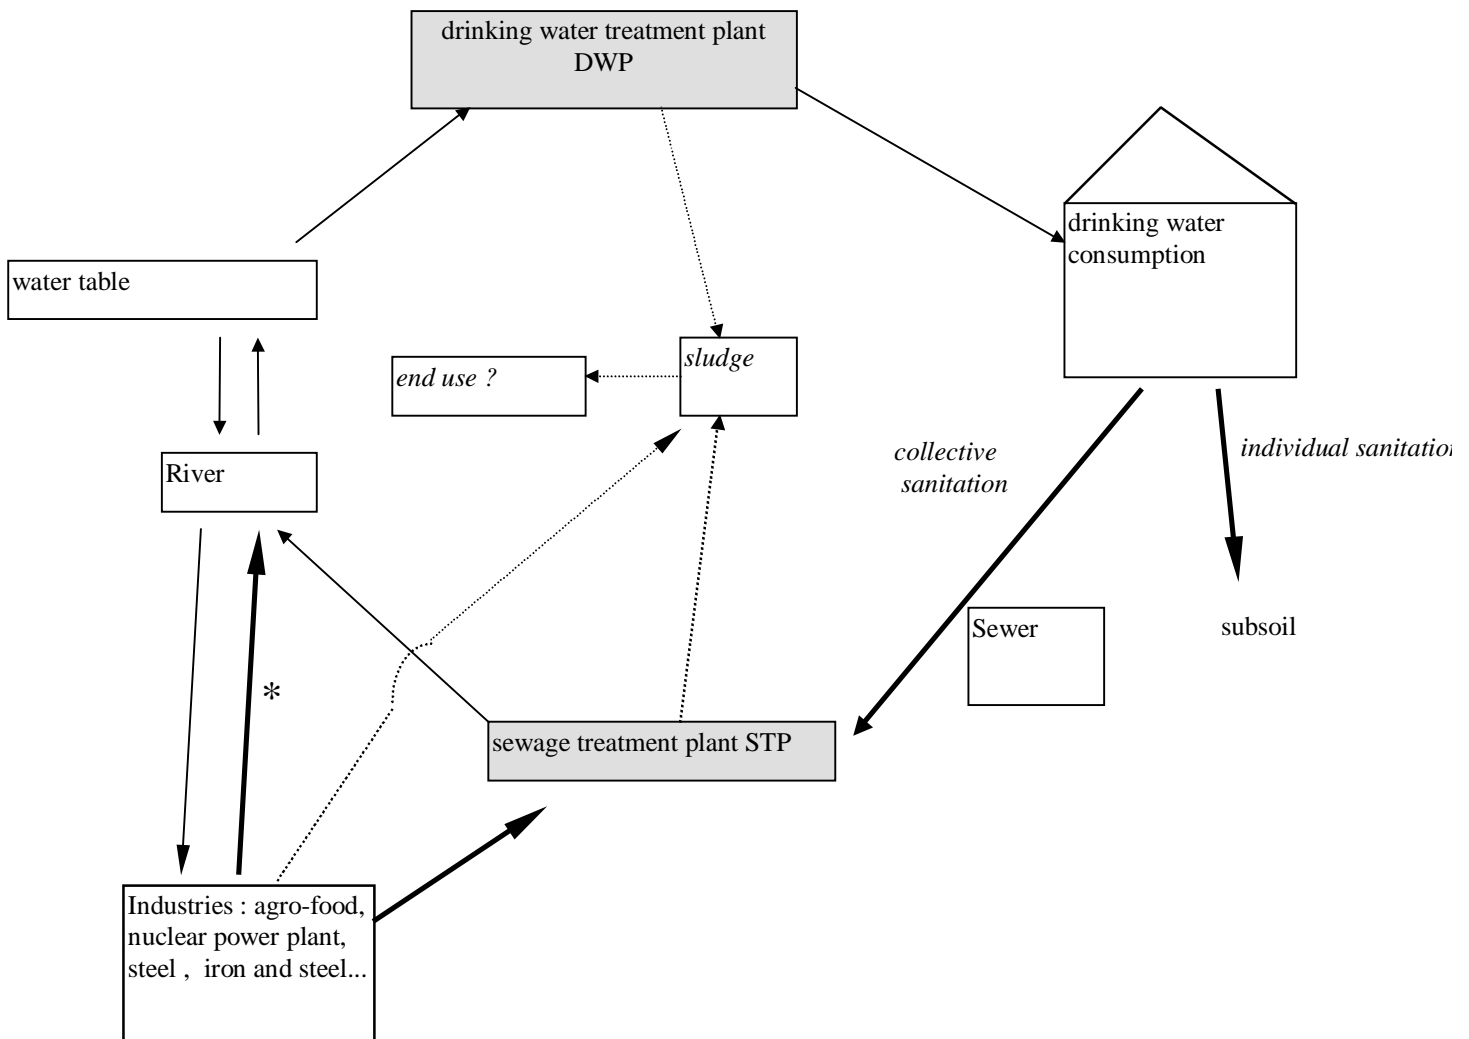 drinking water treatment plant
DWP
drinking water
consumption
water table
sludge
end use ?
collective
sanitation
individual sanitation
River
Sewer
subsoil
*
sewage treatment plant STP
Industries : agro-food,
nuclear power plant,
steel , iron and steel...